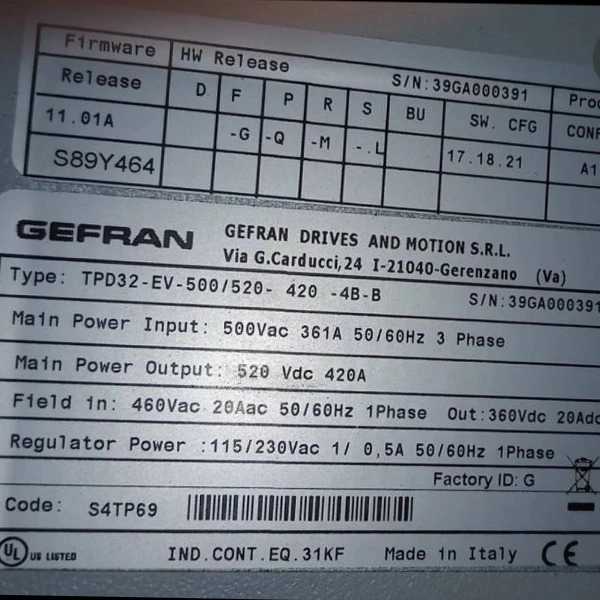 Firmware HW Release S/N:39GA000391
Release D F P R S BU SW. CFG CONF
11.01A -G -Q -M -.L 17.18.21 A1
S89Y464
GEFRAN GEFRAN DRIVES AND MOTION S.R.L.
Via G.Carducci,24 I-21040-Gerenzano (Va)
Type: TPD32-EV-500/520- 420 -4B-B S/N:39GA000391
Main Power Input: 500Vac 361A 50/60Hz 3 Phase
Main Power Output: 520 Vdc 420A
Field in: 460Vac 20Aac 50/60Hz 1Phase Out:360Vdc 20Adc
Regulator Power :115/230Vac 1/ 0,5A 50/60Hz 1Phase
Factory ID: G
Code: S4TP69
UL US LISTED IND.CONT.EQ.31KF Made in Italy CE